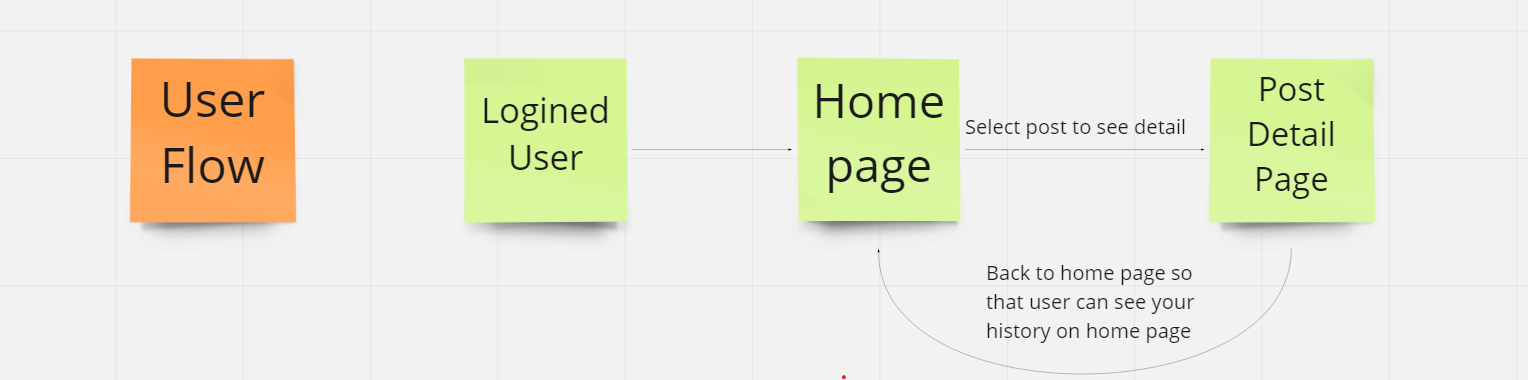 User
Flow
Logined
User
Home
page
Select post to see detail
Post
Detail
Page
Back to home page so
that user can see your
history on home page